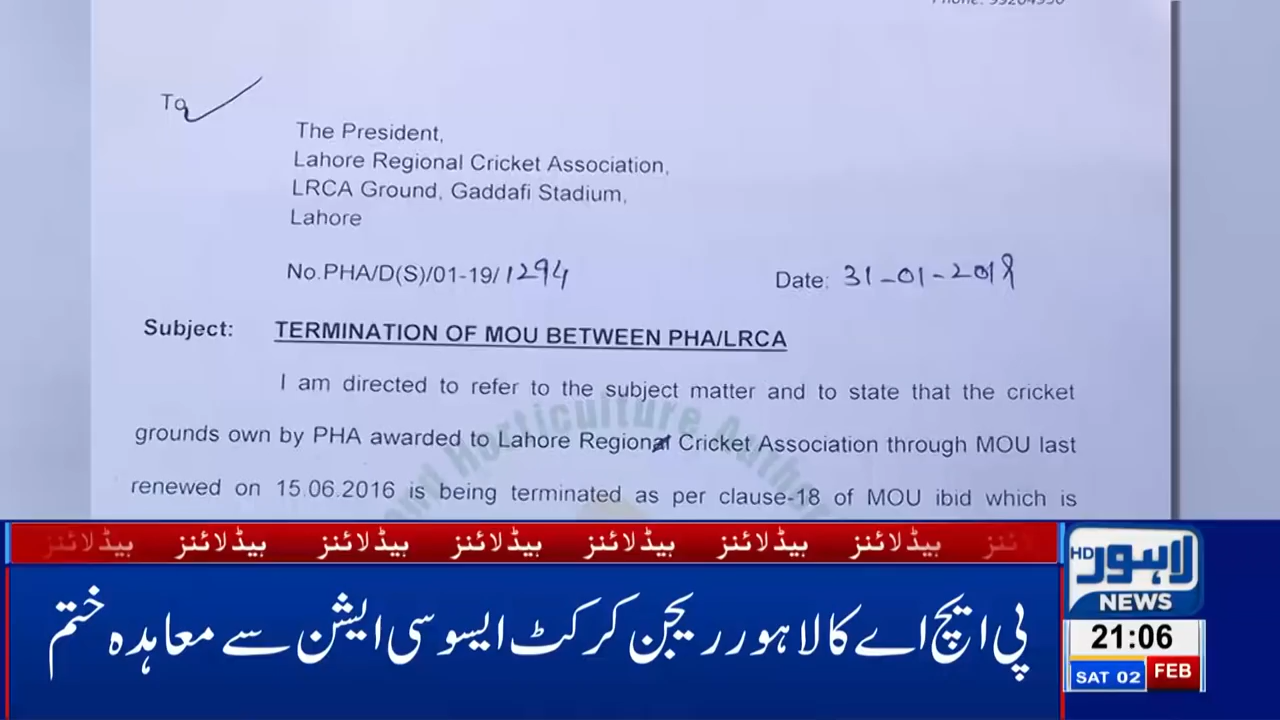 To
The President,
Lahore Regional Cricket Association,
LRCA Ground, Gaddafi Stadium,
Lahore
No.PHA/D(S)/01-19/1294 Date: 31-01-2019
Subject: TERMINATION OF MOU BETWEEN PHA/LRCA
I am directed to refer to the subject matter and to state that the cricket
grounds own by PHA awarded to Lahore Regional Cricket Association through MOU last
renewed on 15.06.2016 is being terminated as per clause-18 of MOU ibid which is
Horticulture
ہیڈلائنز ہیڈلائنز ہیڈلائنز ہیڈلائنز ہیڈلائنز ہیڈلائنز ہیڈلائنز
پی ایچ اے کا لاہور ریجن کرکٹ ایسوسی ایشن سے معاہدہ ختم
لاہور HD
NEWS
21:06
SAT 02 FEB